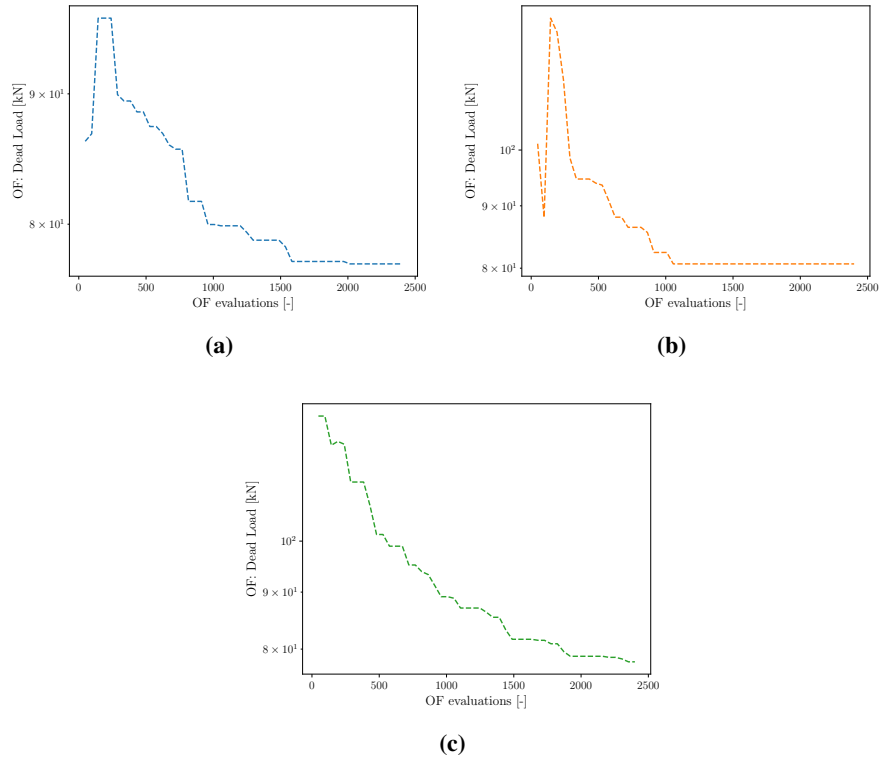 OF: Dead Load [kN]
9 × 10¹
8 × 10¹
0 500 1000 1500 2000 2500
OF evaluations [-]
(a)
OF: Dead Load [kN]
10²
9 × 10¹
8 × 10¹
0 500 1000 1500 2000 2500
OF evaluations [-]
(b)
OF: Dead Load [kN]
10²
9 × 10¹
8 × 10¹
0 500 1000 1500 2000 2500
OF evaluations [-]
(c)